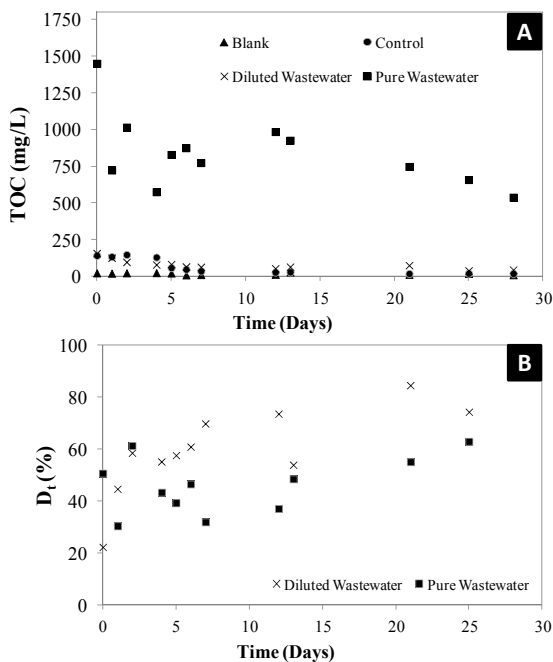 A
Blank
Control
Diluted Wastewater
Pure Wastewater
TOC (mg/L)
1750
1500
1250
1000
750
500
250
0
0 5 10 15 20 25 30
Time (Days)
B
D_t (%)
100
80
60
40
20
0
Diluted Wastewater
Pure Wastewater
0 5 10 15 20 25 30
Time (Days)